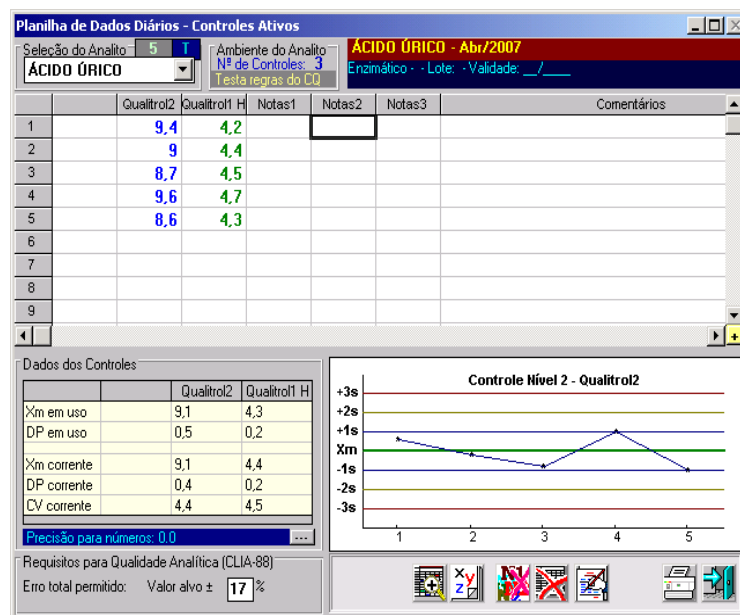 Planilha de Dados Diários - Controles Ativos
Seleção do Analito 5 T
ÁCIDO ÚRICO
Ambiente do Analito
Nº de Controles: 3
Testa regras do CQ
ÁCIDO ÚRICO - Abr/2007
Enzimático - - Lote: - Validade: __/____
Qualitrol2 Qualitrol1 H Notas1 Notas2 Notas3 Comentários
1 9,4 4,2
2 9 4,4
3 8,7 4,5
4 9,6 4,7
5 8,6 4,3
6
7
8
9
+
Dados dos Controles
Qualitrol2 Qualitrol1 H
Xm em uso 9,1 4,3
DP em uso 0,5 0,2
Xm corrente 9,1 4,4
DP corrente 0,4 0,2
CV corrente 4,4 4,5
Precisão para números: 0.0 ...
Requisitos para Qualidade Analítica (CLIA-88)
Erro total permitido: Valor alvo ± 17 %
Controle Nível 2 - Qualitrol2
+3s
+2s
+1s
Xm
-1s
-2s
-3s
1 2 3 4 5
xy
z